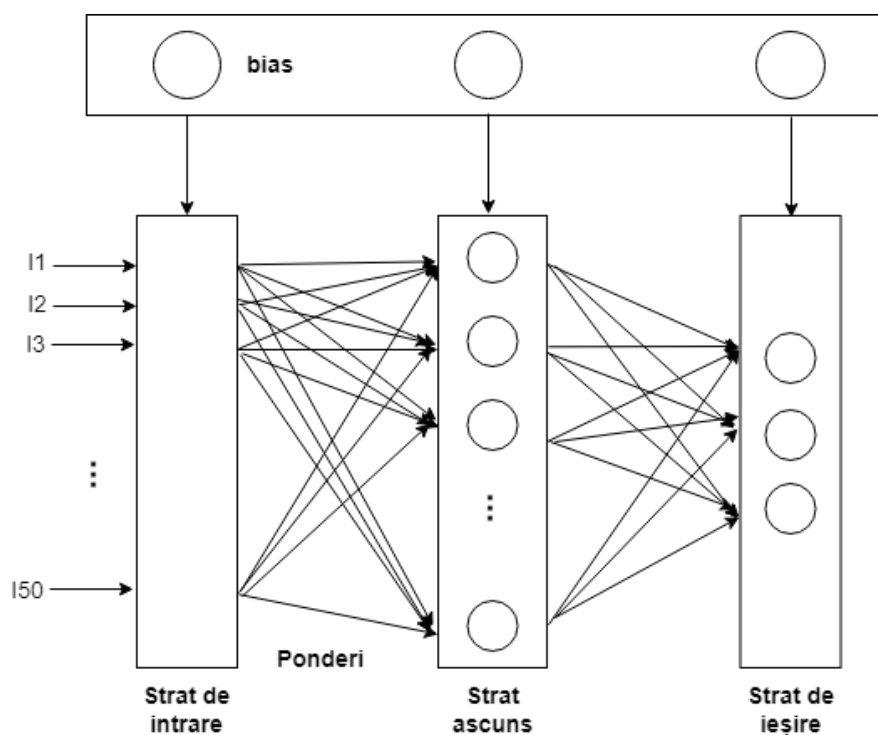 bias
I1
I2
I3
...
I50
...
Ponderi
Strat de
intrare
Strat
ascuns
Strat de
ieșire